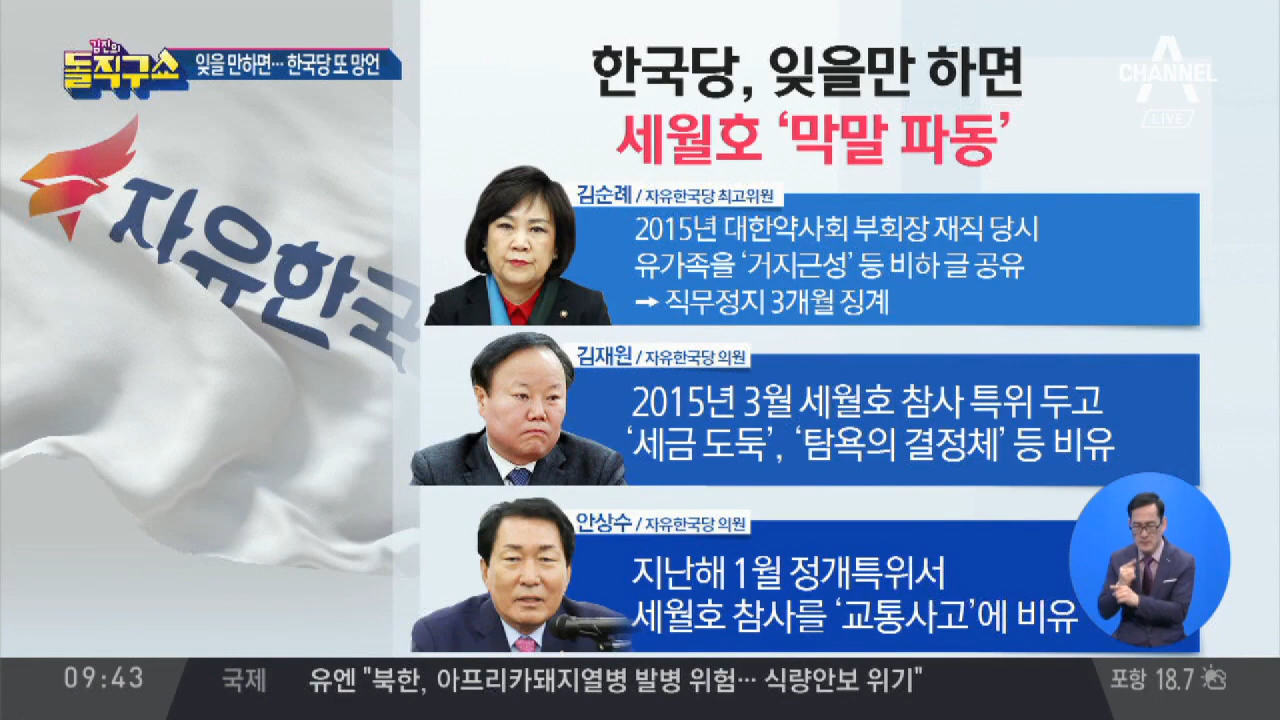 김진의
돌직구쇼
잊을 만하면… 한국당 또 망언
CHANNEL A
LIVE
자유한국
한국당, 잊을만 하면
세월호 ‘막말 파동’
김순례 / 자유한국당 최고위원
2015년 대한약사회 부회장 재직 당시
유가족을 ‘거지근성’ 등 비하 글 공유
→ 직무정지 3개월 징계
김재원 / 자유한국당 의원
2015년 3월 세월호 참사 특위 두고
‘세금 도둑’, ‘탐욕의 결정체’ 등 비유
안상수 / 자유한국당 의원
지난해 1월 정개특위서
세월호 참사를 ‘교통사고’에 비유
09:43 국제 유엔 "북한, 아프리카돼지열병 발병 위험… 식량안보 위기" 포항 18.7